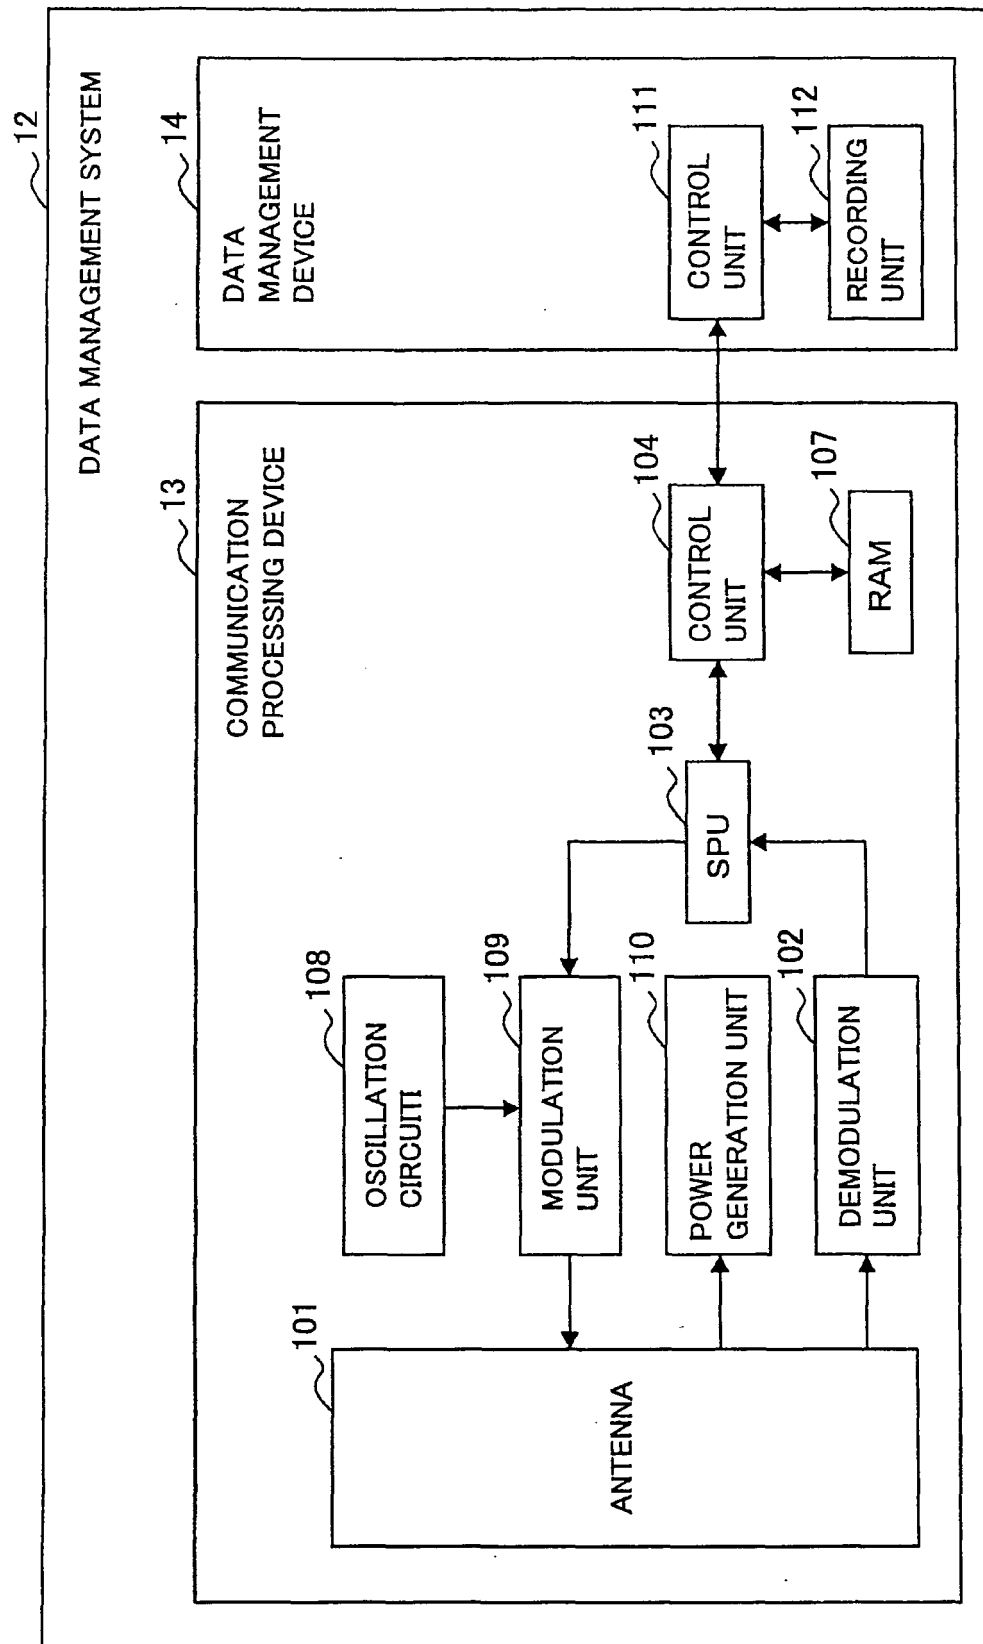 12
DATA MANAGEMENT SYSTEM
13
COMMUNICATION
PROCESSING DEVICE
101
ANTENNA
108
OSCILLATION
CIRCUITI
109
MODULATION
UNIT
110
POWER
GENERATION UNIT
102
DEMODULATION
UNIT
103
SPU
104
CONTROL
UNIT
107
RAM
14
DATA
MANAGEMENT
DEVICE
111
CONTROL
UNIT
112
RECORDING
UNIT